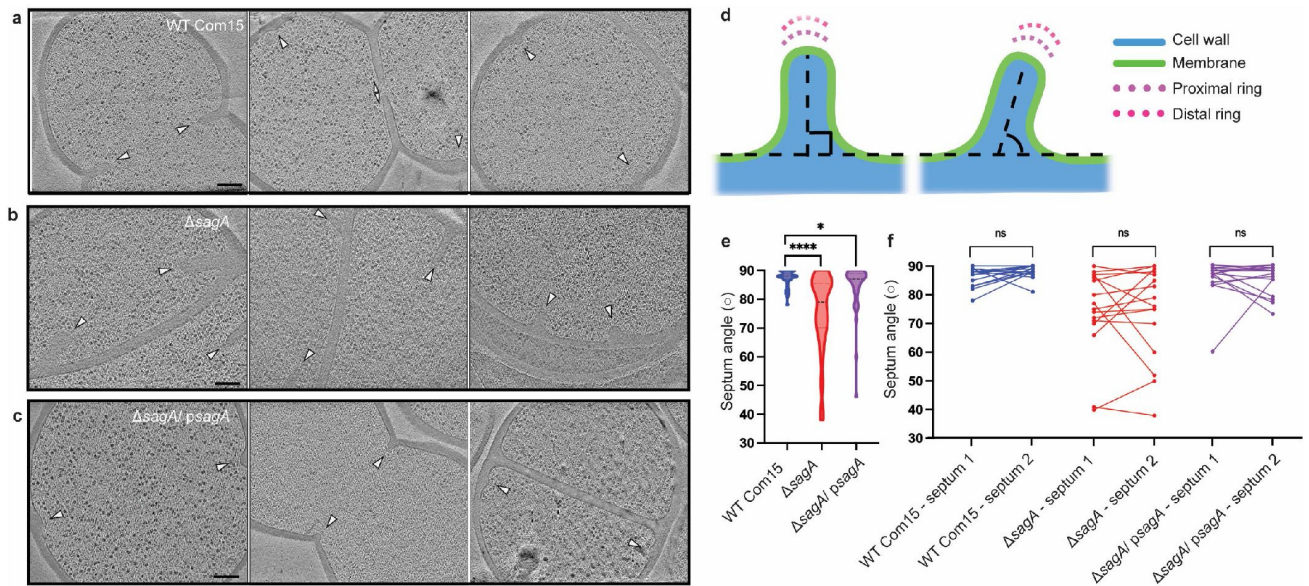 a
WT Com15
b
ΔsagA
c
ΔsagA/ psagA
d
Cell wall
Membrane
Proximal ring
Distal ring
e
*
****
Septum angle (○)
90
80
70
60
50
40
30
WT Com15
ΔsagA
ΔsagA/ psagA
f
ns
ns
ns
Septum angle (○)
90
80
70
60
50
40
30
WT Com15 - septum 1
WT Com15 - septum 2
ΔsagA - septum 1
ΔsagA - septum 2
ΔsagA/ psagA - septum 1
ΔsagA/ psagA - septum 2